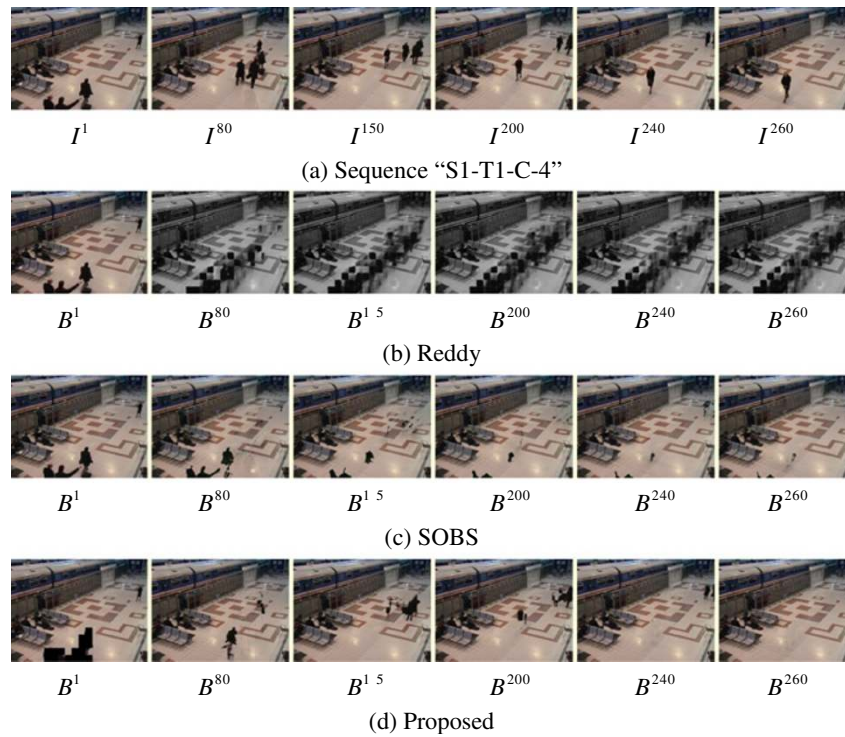 I¹ I⁸⁰ I¹⁵⁰ I²⁰⁰ I²⁴⁰ I²⁶⁰
(a) Sequence “S1-T1-C-4”
B¹ B⁸⁰ B¹ ⁵ B²⁰⁰ B²⁴⁰ B²⁶⁰
(b) Reddy
B¹ B⁸⁰ B¹ ⁵ B²⁰⁰ B²⁴⁰ B²⁶⁰
(c) SOBS
B¹ B⁸⁰ B¹ ⁵ B²⁰⁰ B²⁴⁰ B²⁶⁰
(d) Proposed